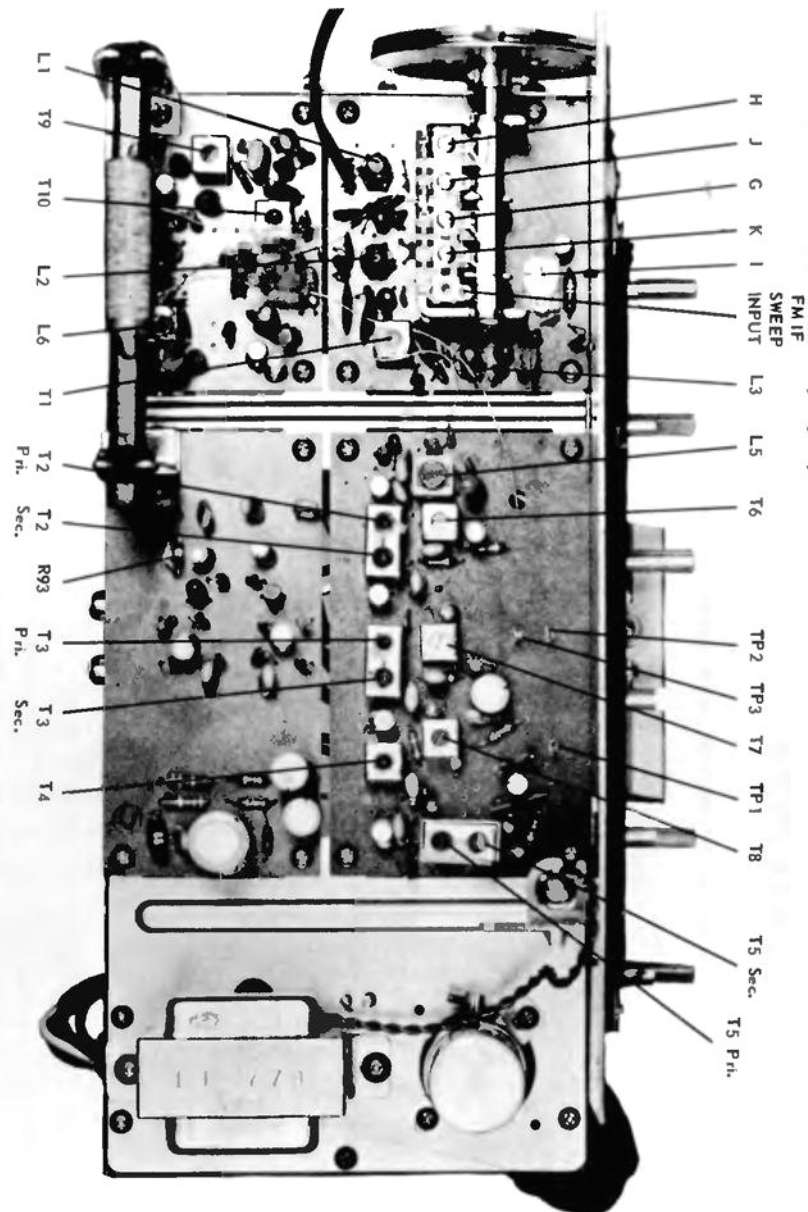 H
J
G
K
I
FM IF
SWEEP
INPUT
L3
L5
T6
TP2
TP3
T7
TP1
T8
T5 Sec.
T5 Pri.
L1
T9
T10
L2
L6
T1
T2
Pri.
T2
Sec.
R93
T3
Pri.
T3
Sec.
T4